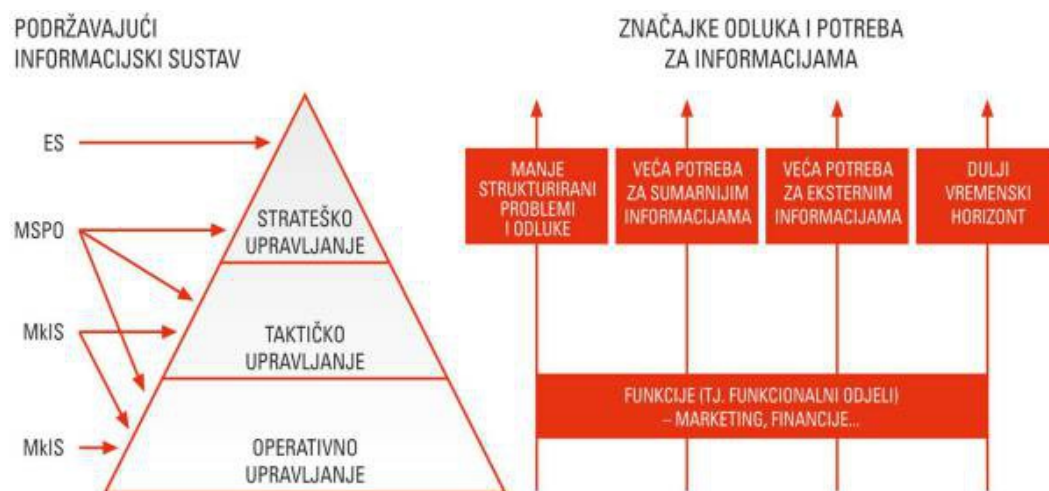 PODRŽAVAJUĆI
INFORMACIJSKI SUSTAV
ZNAČAJKE ODLUKA I POTREBA
ZA INFORMACIJAMA
ES
MSPO
MkIS
MkIS
STRATEŠKO
UPRAVLJANJE
TAKTIČKO
UPRAVLJANJE
OPERATIVNO
UPRAVLJANJE
MANJE
STRUKTURIRANI
PROBLEMI
I ODLUKE
VEĆA POTREBA
ZA SUMARNIJIM
INFORMACIJAMA
VEĆA POTREBA
ZA EKSTERNIM
INFORMACIJAMA
DULJI
VREMENSKI
HORIZONT
FUNKCIJE (TJ. FUNKCIONALNI ODJELI)
– MARKETING, FINANCIJE...